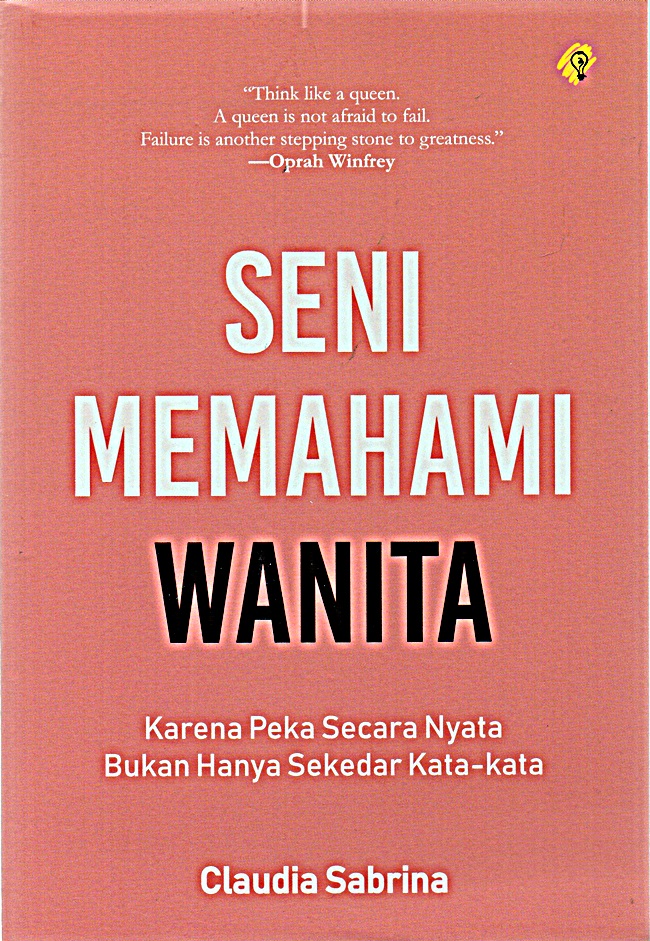 “Think like a queen.
A queen is not afraid to fail.
Failure is another stepping stone to greatness.”
—Oprah Winfrey
SENI
MEMAHAMI
WANITA
Karena Peka Secara Nyata
Bukan Hanya Sekedar Kata-kata
Claudia Sabrina